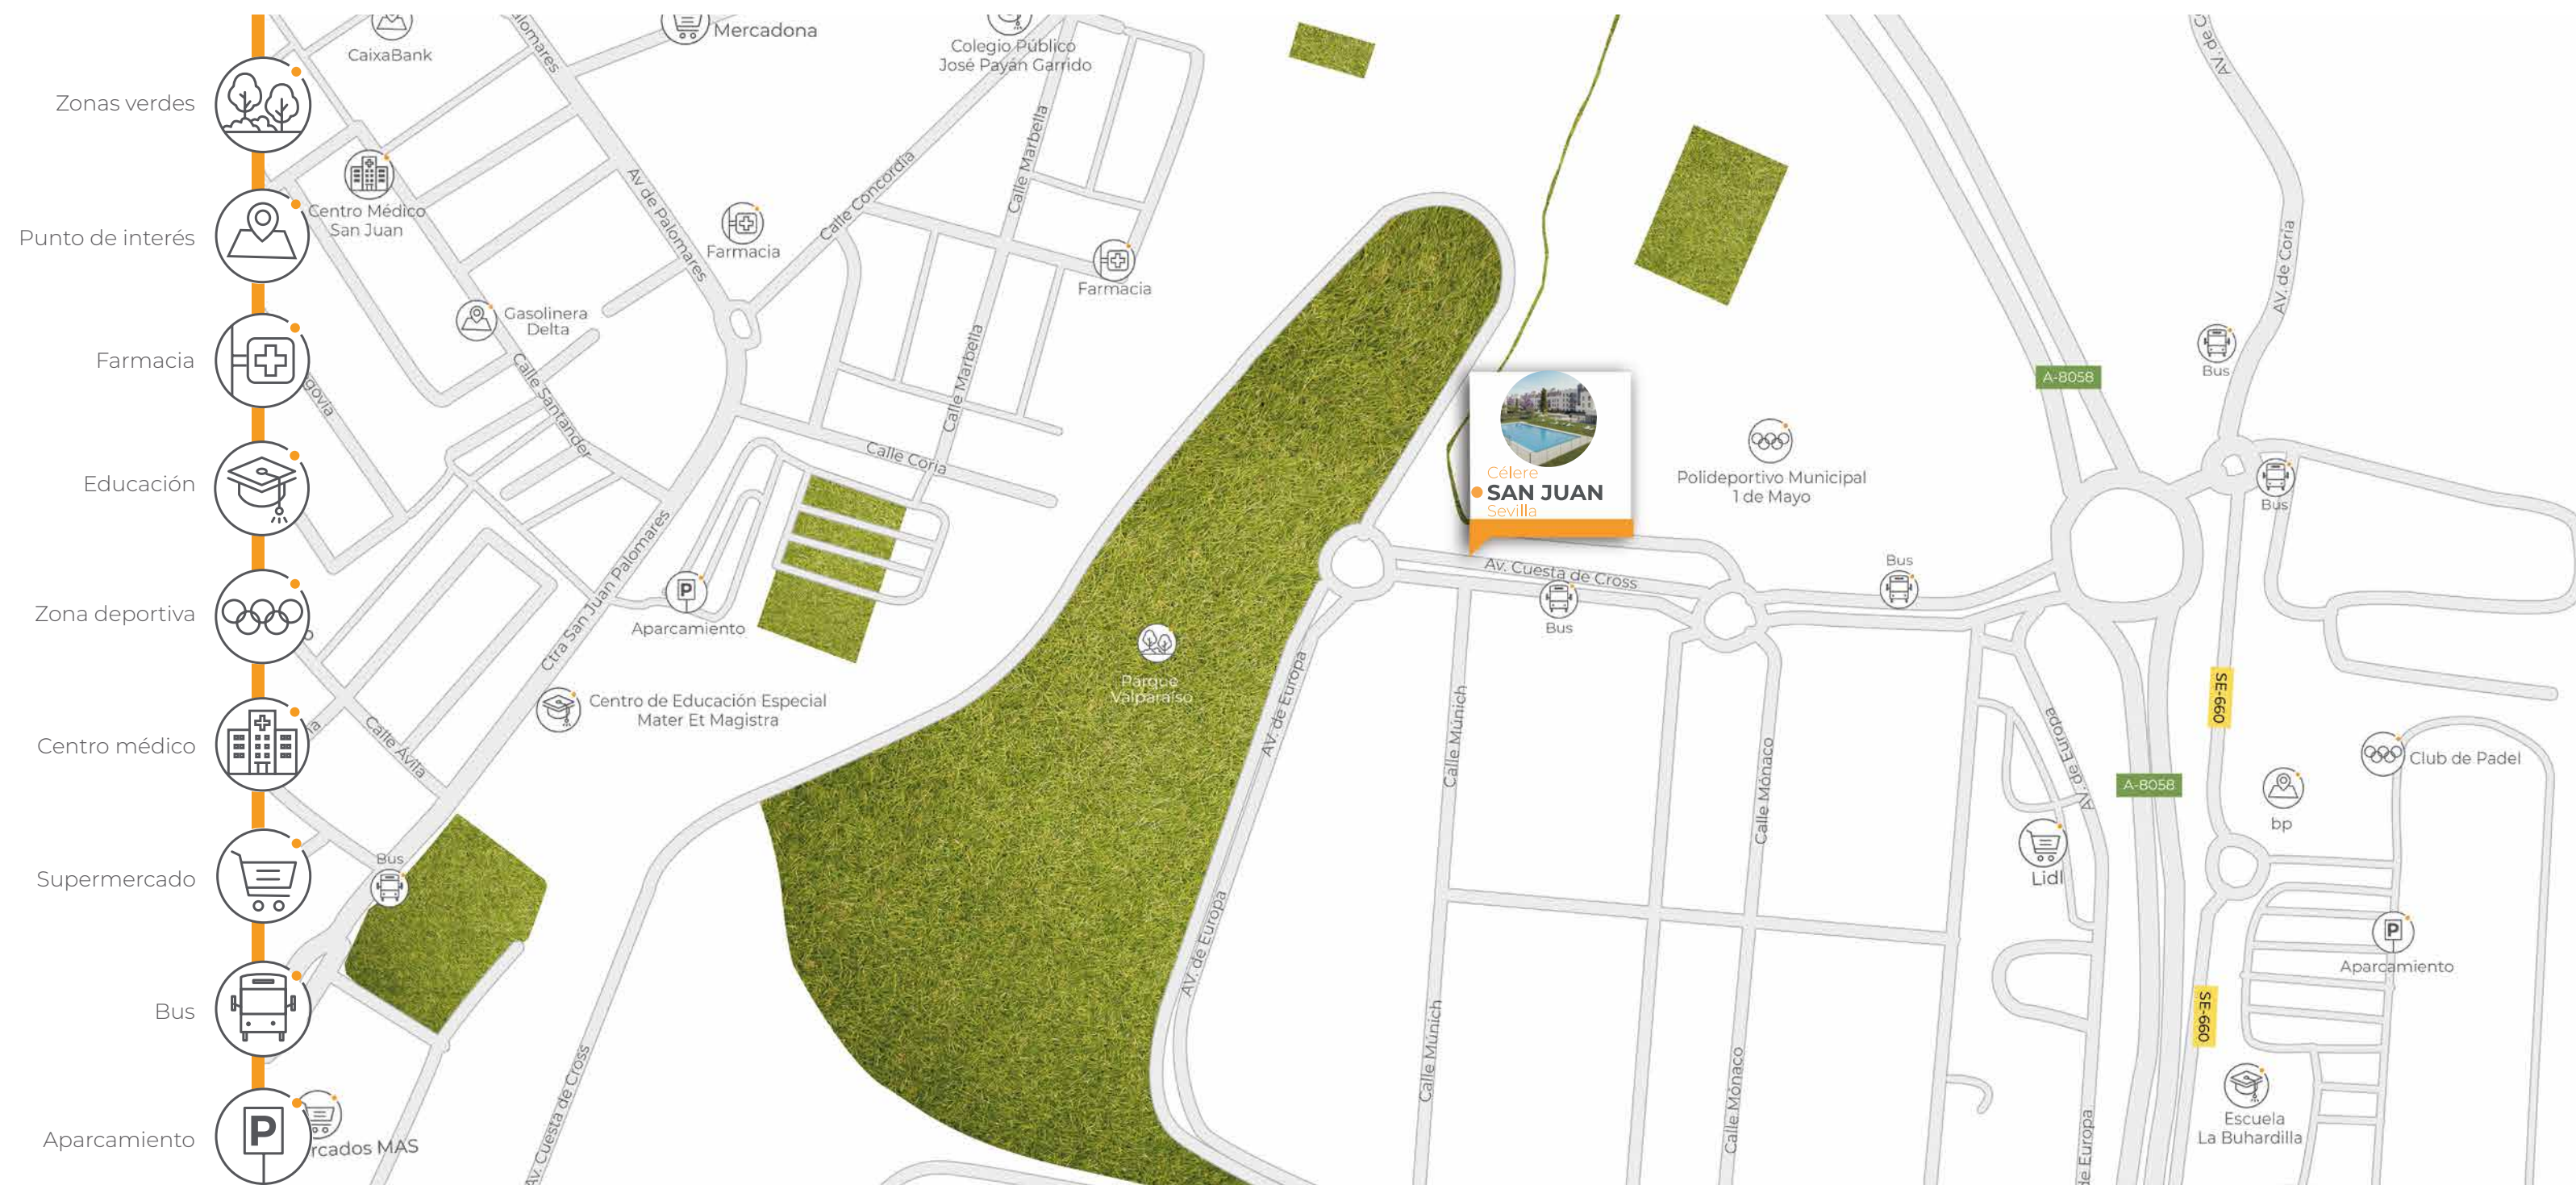 Zonas verdes
Punto de interés
Farmacia
Educación
Zona deportiva
Centro médico
Supermercado
Bus
Aparcamiento
CaixaBank
Mercadona
Colegio Público
José Payán Garrido
Centro Médico
San Juan
Av de Palomares
Farmacia
Calle Concordia
Calle Marbella
Farmacia
Gasolinera
Delta
Calle Santander
Calle Marbella
Calle Coria
Ctra San Juan Palomares
P
Aparcamiento
Centro de Educación Especial
Mater Et Magistra
Calle Ávila
Bus
rcados MAS
P
Av. Cuesta de Cross
Parque
Valparaíso
Célere
SAN JUAN
Sevilla
Polideportivo Municipal
1 de Mayo
Av. Cuesta de Cross
Bus
Bus
AV. de Europa
AV. de Europa
Calle Múnich
Calle Múnich
Calle Mónaco
Calle Mónaco
A-8058
AV. de Coria
Bus
Bus
SE-660
AV. de Europa
A-8058
Club de Padel
bp
Lidl
P
Aparcamiento
SE-660
Escuela
La Buhardilla
de Europa